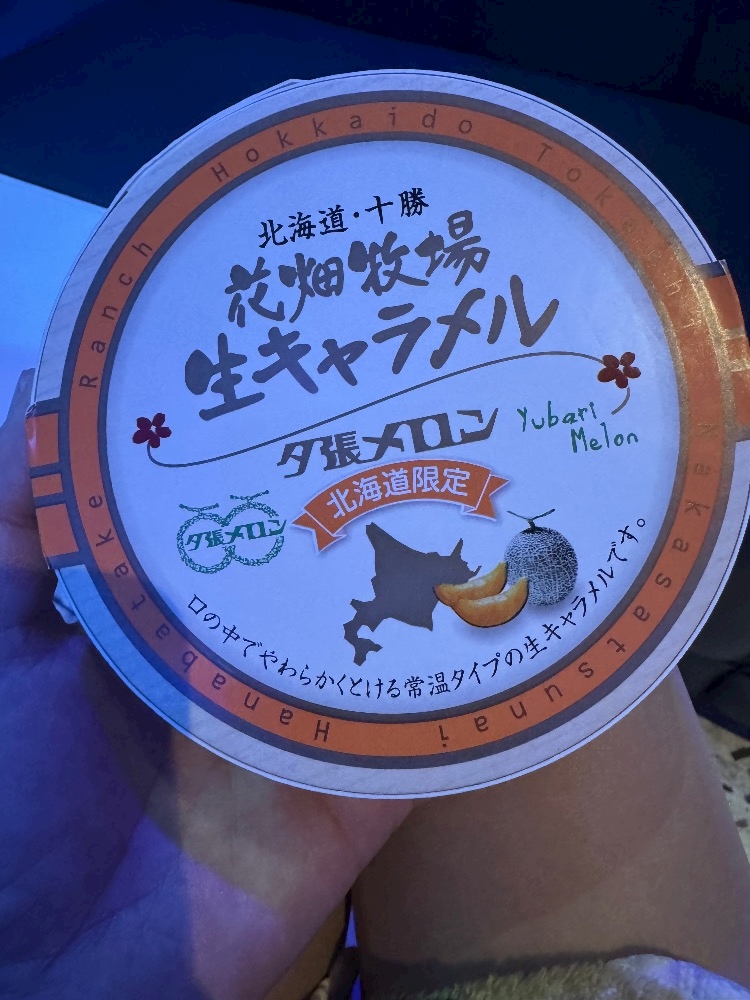 Hokkaido Tokachi Nakasatsunai
Hanabatake Ranch
北海道・十勝
花畑牧場
生キャラメル
夕張メロン
Yubari
Melon
北海道限定
夕張メロン
口の中でやわらかくとける常温タイプの生キャラメルです。